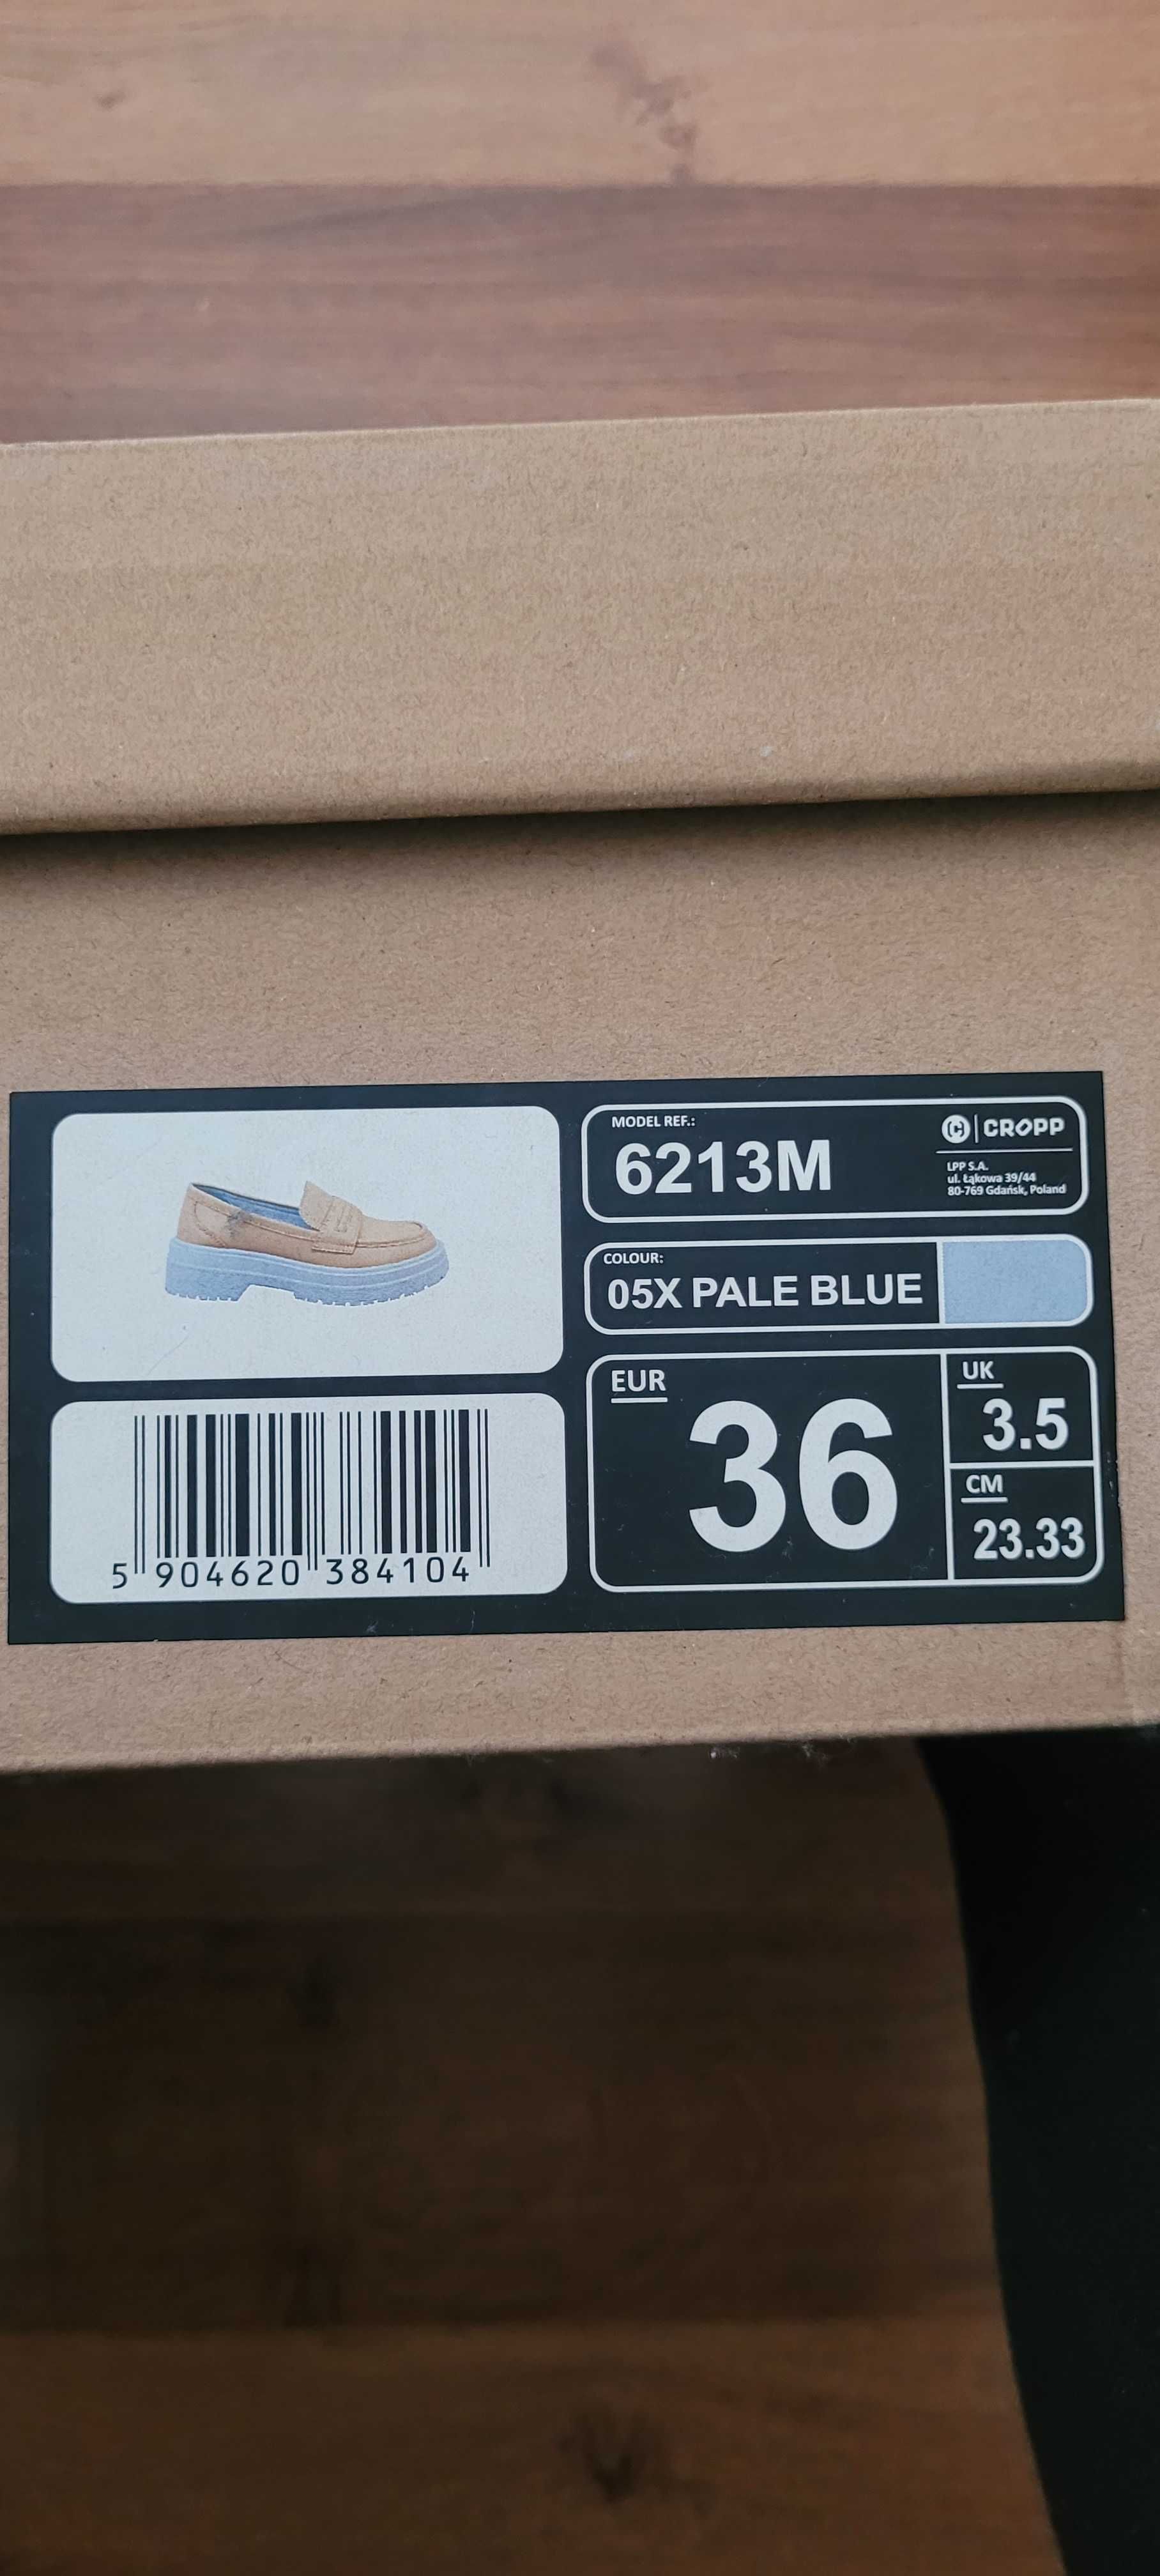 MODEL REF.:
6213M
CROPP
LPP S.A.
ul. Łąkowa 39/44
80-769 Gdańsk, Poland
COLOUR:
05X PALE BLUE
EUR
36
UK
3.5
CM
23.33
5 904620 384104